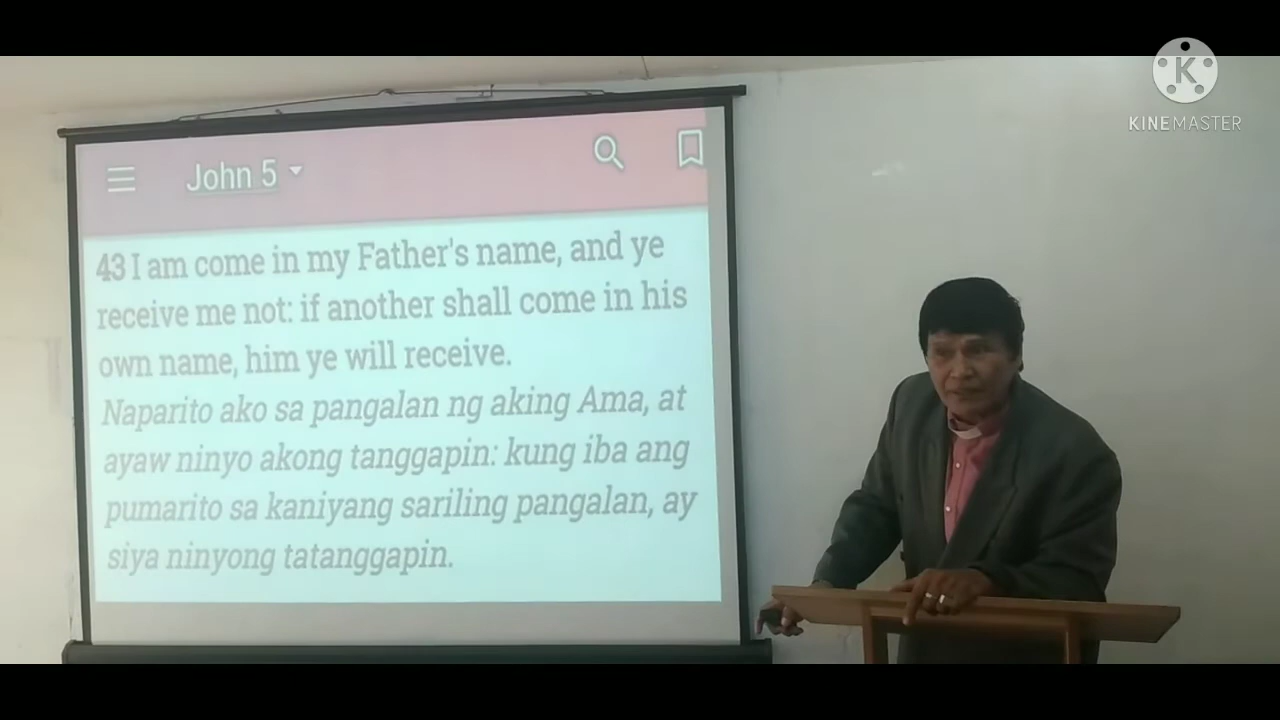 K
KINEMASTER
John 5
43 I am come in my Father's name, and ye
receive me not: if another shall come in his
own name, him ye will receive.
Naparito ako sa pangalan ng aking Ama, at
ayaw ninyo akong tanggapin: kung iba ang
pumarito sa kaniyang sariling pangalan, ay
siya ninyong tatanggapin.